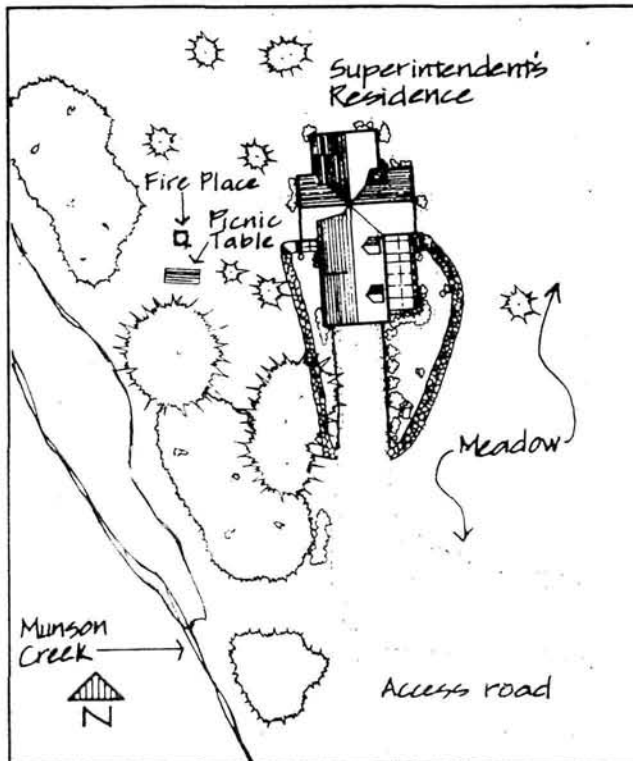 Superintendent's
Residence
Fire Place
Picnic
Table
Meadow
Munson
Creek
N
Access road